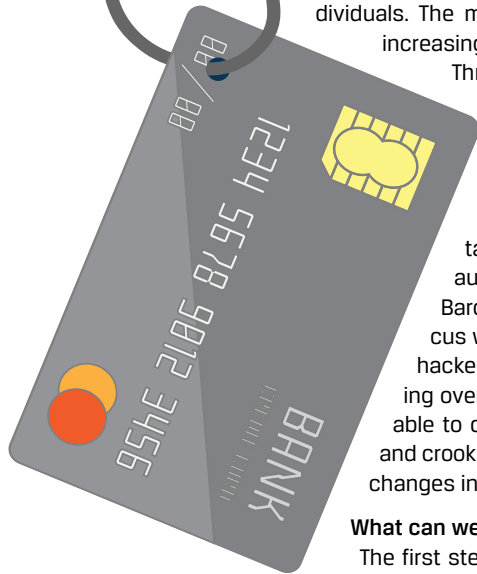 dividuals. The m
increasing
Thr
00/00
1234 5678 9012 3456
BANK
ta
au
Barc
cus w
hacke
ing over
able to c
and crook
changes in
What can we
The first ste